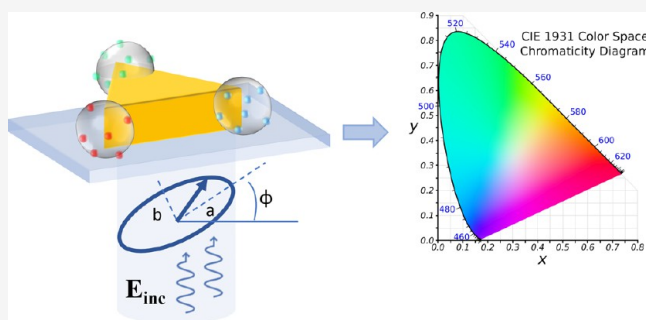 b
a
ϕ
E inc
CIE 1931 Color Space
Chromaticity Diagram
0.9
0.8
0.7
0.6
0.5
0.4
0.3
0.2
0.1
0.0
y
0.0 0.1 0.2 0.3 0.4 0.5 0.6 0.7 0.8
x
520
540
560
580
600
620
500
480
460